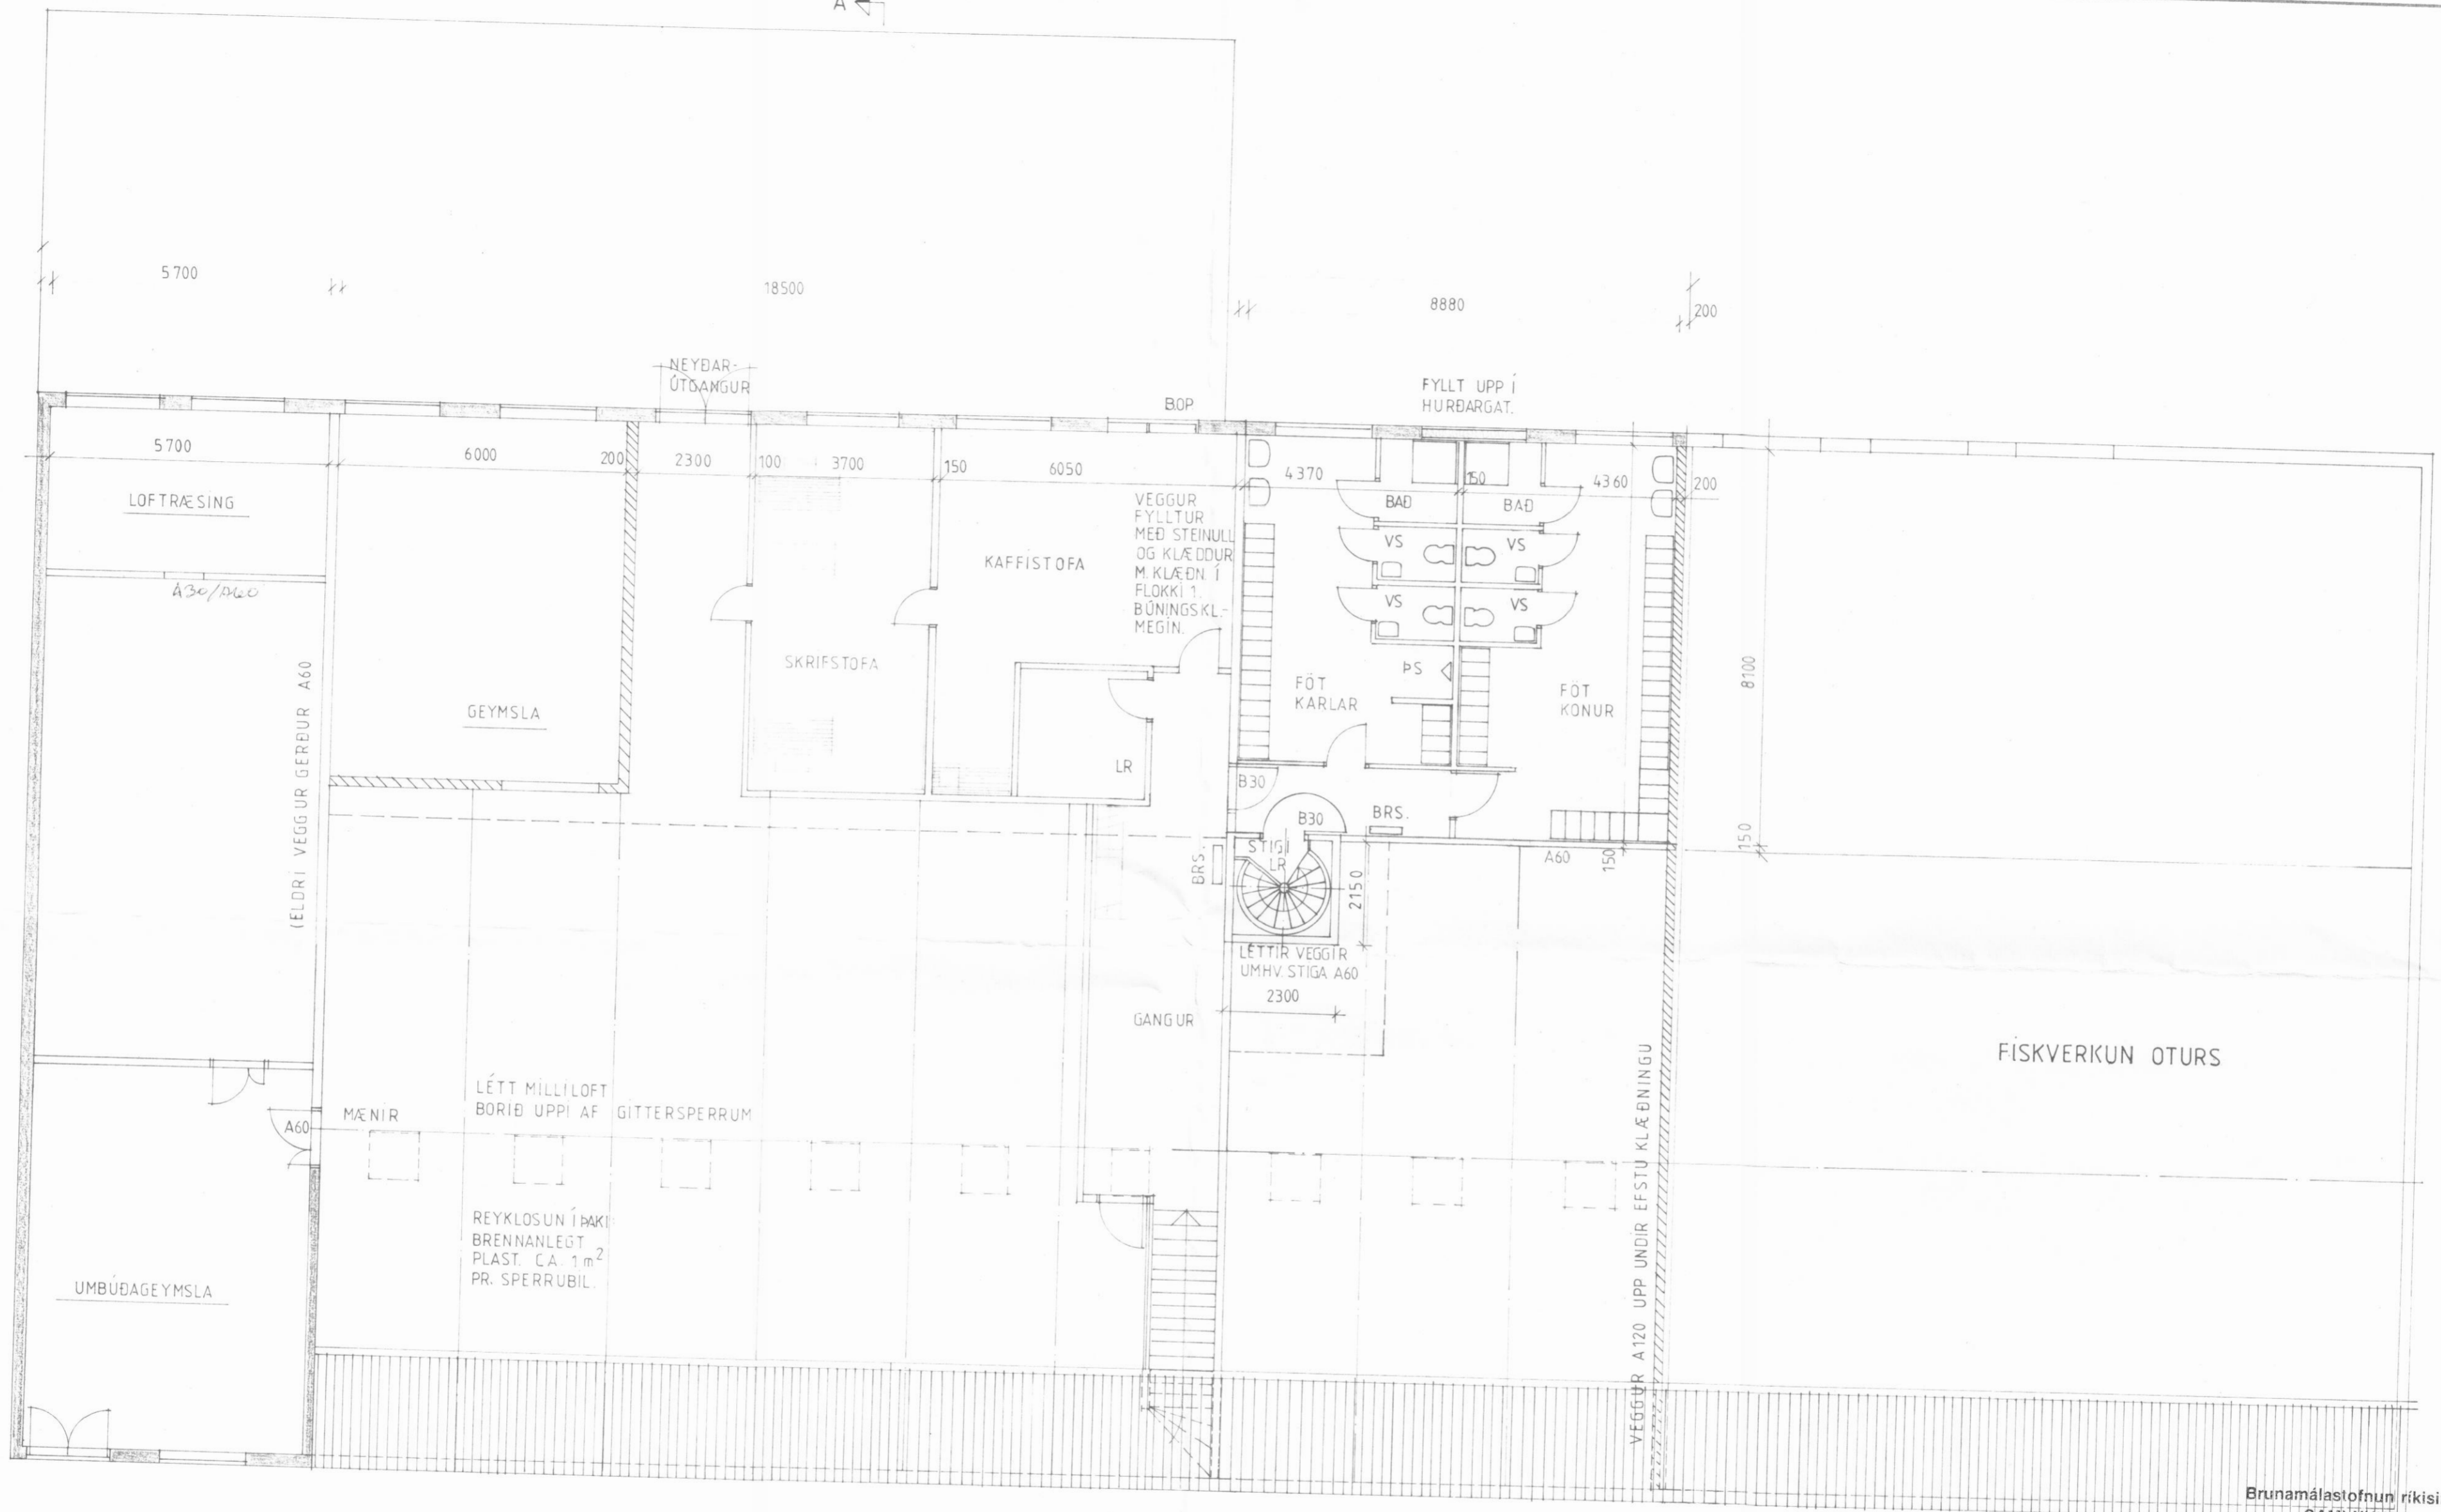 A
5700
18500
8880
200
NEYÐAR-
ÚTGANGUR
B.OP.
FYLLT UPP Í
HURÐARGAT.
5700
6000
200
2300
100
3700
150
6050
4370
150
4360
200
LOFTRÆSING
A30/A60
KAFFISTOFA
VEGGUR
FYLLTUR
MEÐ STEINULL
OG KLÆDDUR
M. KLÆÐN. Í
FLOKKI 1.
BÚNINGSKL-
MEGIN.
BAÐ
BAÐ
VS
VS
VS
VS
ÞS
SKRIFSTOFA
GEYMSLA
FÖT
KARLAR
FÖT
KONUR
8100
LR
B30
B30
BRS.
STIGI
LR
BRS.
A60
150
150
2150
(ELDRI VEGGUR GERÐUR A60
LÉTTIR VEGGIR
UMHV. STIGA A60
2300
GANGUR
FISKVERKUN OTURS
LÉTT MILLILOFT
BORIÐ UPPI AF GITTERSPERRUM
MÆNIR
A60
REYKLOSUN Í ÞAKI
BRENNANLEGT
PLAST. CA. 1 m²
PR. SPERRUBIL.
UMBÚÐAGEYMSLA
VEGGUR A120 UPP UNDIR EFSTU KLÆÐNINGU
Brunamálastofnun ríkisi